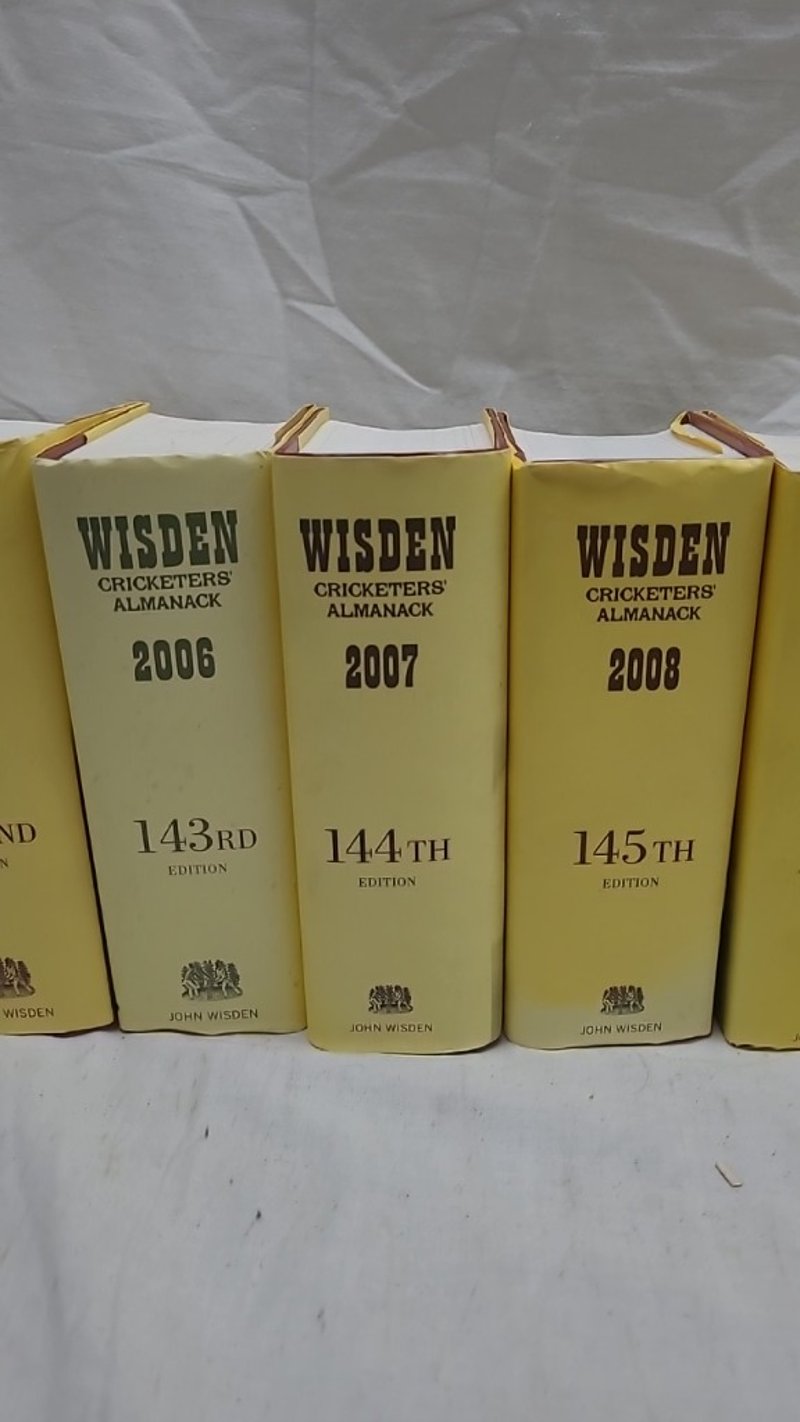 ND
WISDEN
WISDEN
CRICKETERS'
ALMANACK
2006
143RD
EDITION
JOHN WISDEN
WISDEN
CRICKETERS'
ALMANACK
2007
144TH
EDITION
JOHN WISDEN
WISDEN
CRICKETERS'
ALMANACK
2008
145TH
EDITION
JOHN WISDEN